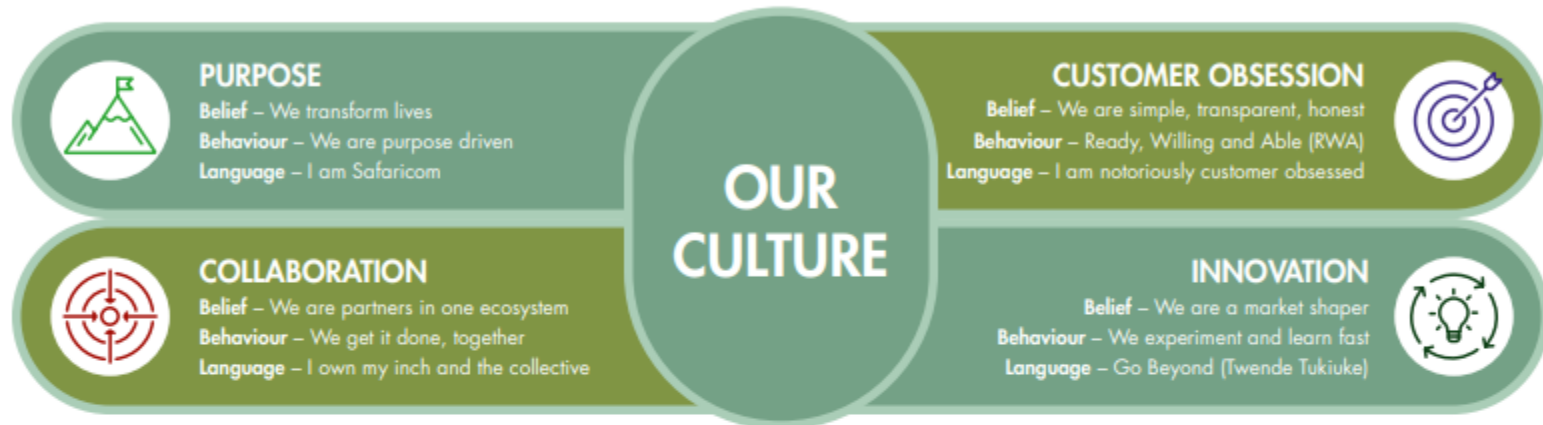 PURPOSE
Belief – We transform lives
Behaviour – We are purpose driven
Language – I am Safaricom
CUSTOMER OBSESSION
Belief – We are simple, transparent, honest
Behaviour – Ready, Willing and Able (RWA)
Language – I am notoriously customer obsessed
OUR
CULTURE
COLLABORATION
Belief – We are partners in one ecosystem
Behaviour – We get it done, together
Language – I own my inch and the collective
INNOVATION
Belief – We are a market shaper
Behaviour – We experiment and learn fast
Language – Go Beyond (Twende Tukiuke)